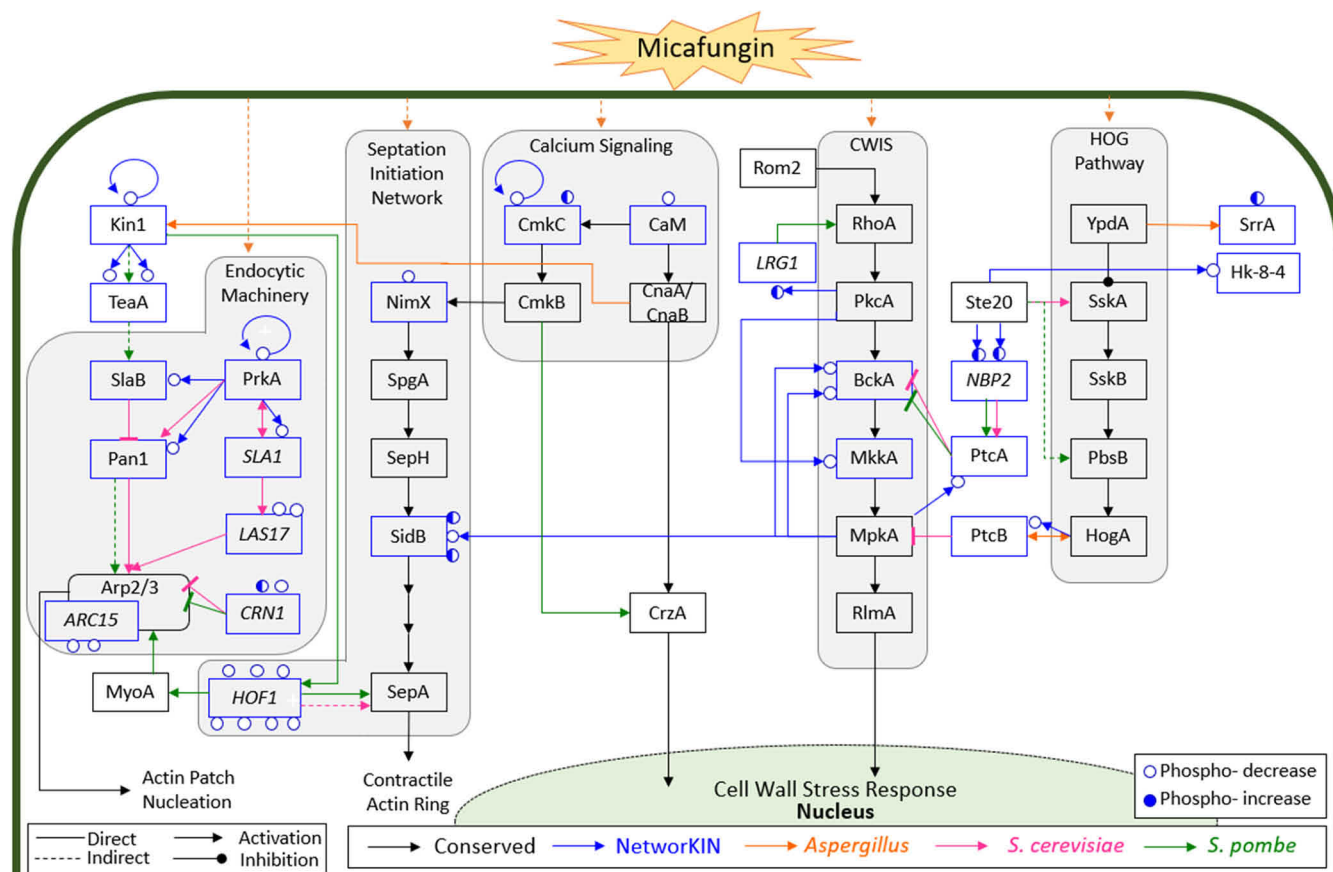 Micafungin
Septation
Initiation
Network
Calcium Signaling
CWIS
HOG
Pathway
Rom2
Kin1
CmkC
CaM
RhoA
YpdA
SrrA
LRG1
Endocytic
Machinery
Hk-8-4
TeaA
NimX
CmkB
CnaA/
CnaB
PkcA
Ste20
SskA
SlaB
PrkA
SpgA
BckA
NBP2
SskB
Pan1
SLA1
SepH
MkkA
PtcA
PbsB
LAS17
SidB
MpkA
PtcB
HogA
Arp2/3
ARC15
CRN1
CrzA
RlmA
MyoA
HOF1
SepA
Actin Patch
Nucleation
Contractile
Actin Ring
Cell Wall Stress Response
Nucleus
Phospho- decrease
Phospho- increase
Direct
Activation
Indirect
Inhibition
Conserved
NetworKIN
Aspergillus
S. cerevisiae
S. pombe